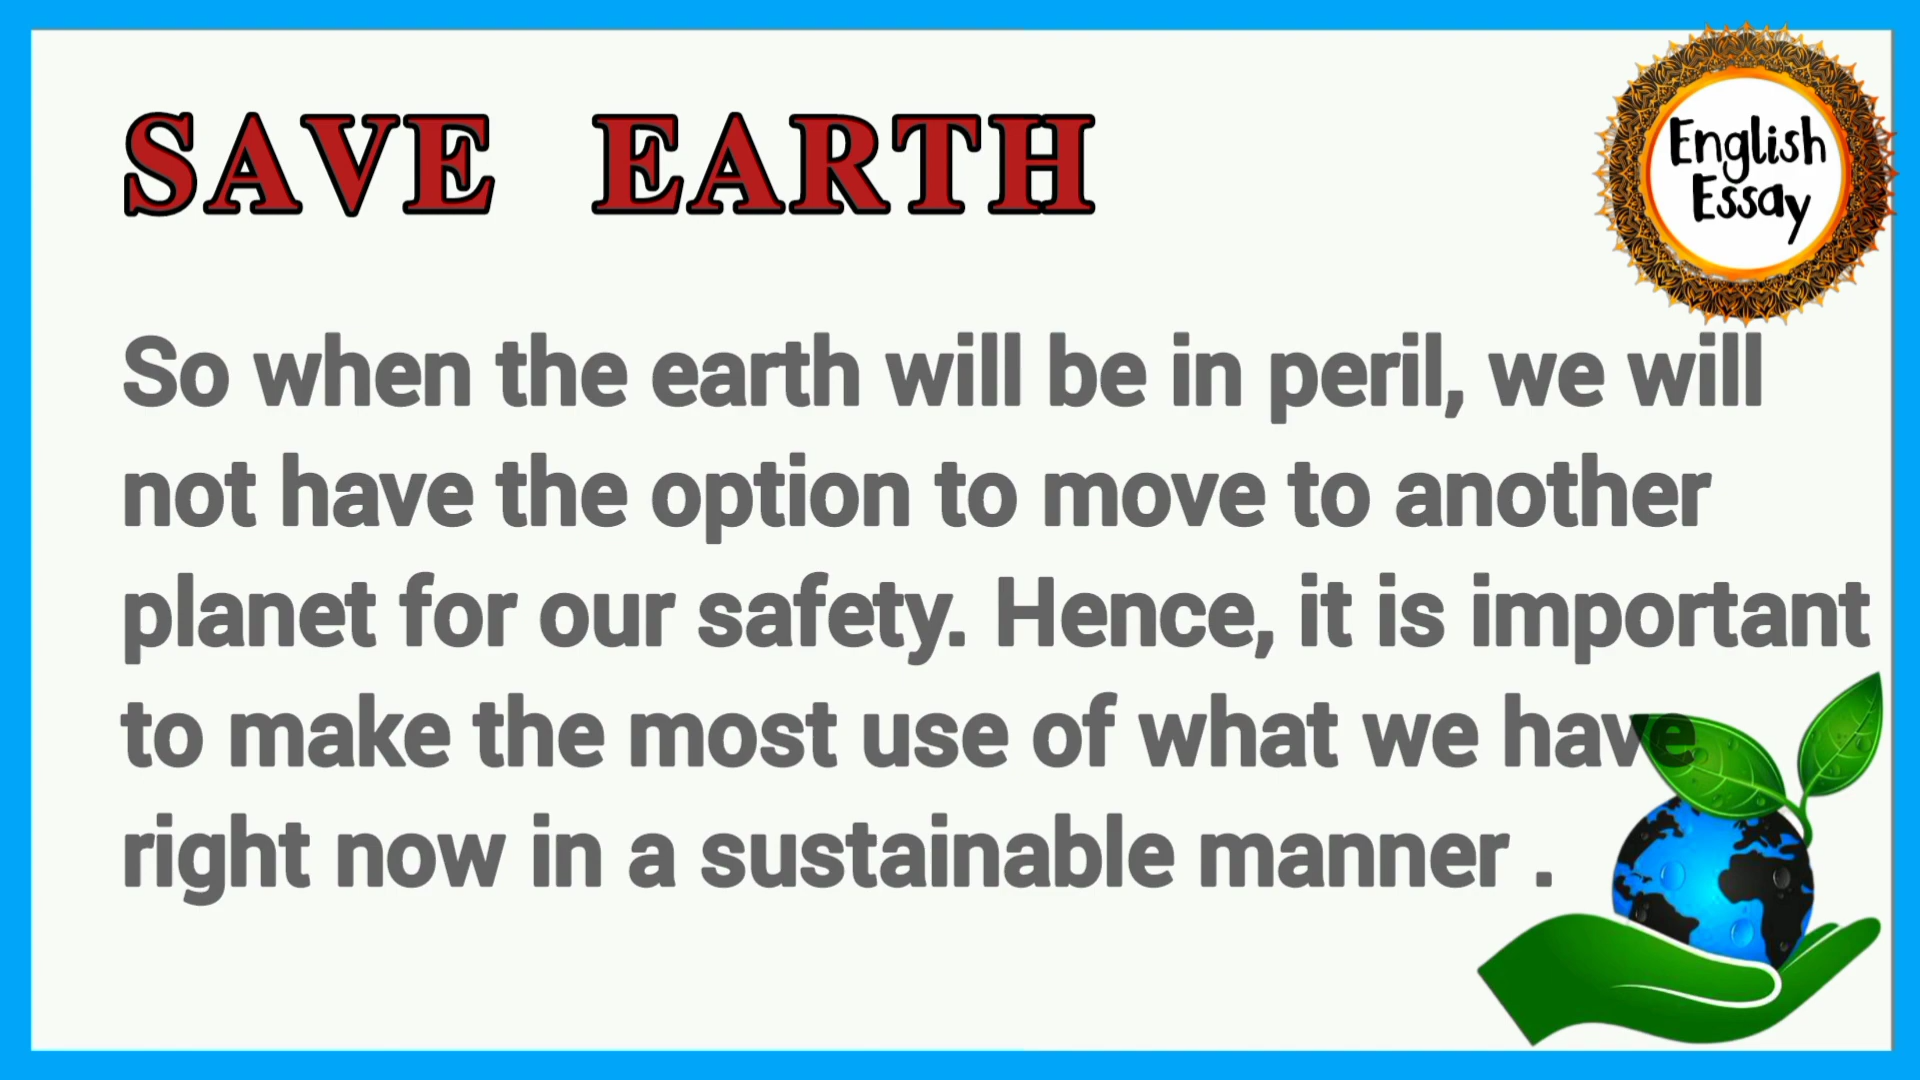 SAVE EARTH
English
Essay
So when the earth will be in peril, we will
not have the option to move to another
planet for our safety. Hence, it is important
to make the most use of what we have
right now in a sustainable manner .